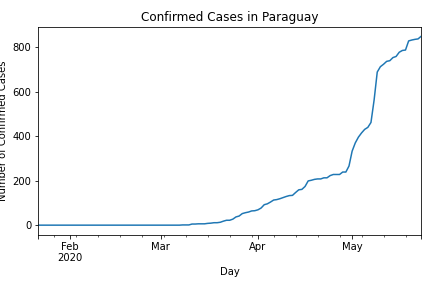 Confirmed Cases in Paraguay
Number of Confirmed Cases
800
600
400
200
0
Feb
2020
Mar
Apr
May
Day